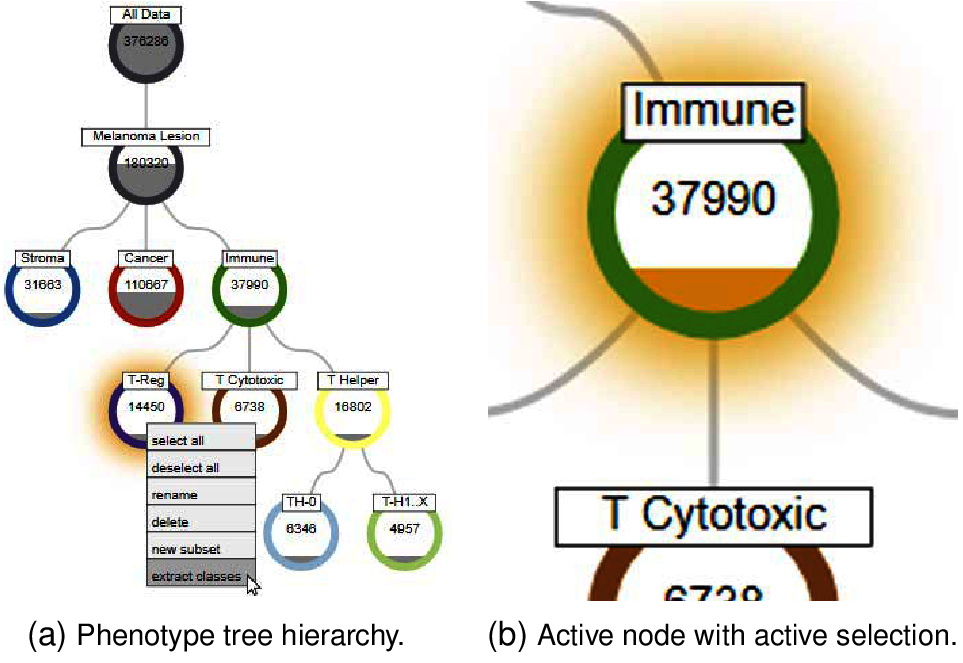 All Data
376286
Melanoma Lesion
180320
Stroma
Cancer
Immune
31663
110667
37990
T-Reg
T Cytotoxic
T Helper
14450
6738
16802
select all
deselect all
rename
delete
new subset
extract classes
TH-0
T-H1..X
6346
4957
(a) Phenotype tree hierarchy.
Immune
37990
T Cytotoxic
6738
(b) Active node with active selection.